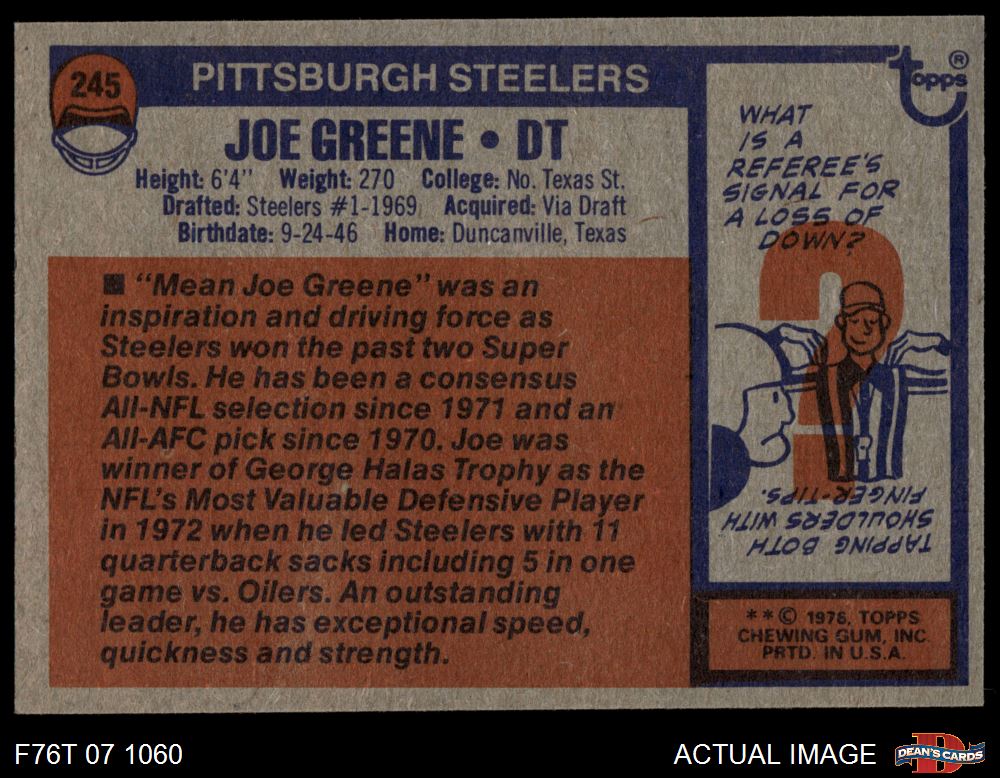 245
PITTSBURGH STEELERS
JOE GREENE • DT
Height: 6'4" Weight: 270 College: No. Texas St.
Drafted: Steelers #1-1969 Acquired: Via Draft
Birthdate: 9-24-46 Home: Duncanville, Texas
■ "Mean Joe Greene" was an
inspiration and driving force as
Steelers won the past two Super
Bowls. He has been a consensus
All-NFL selection since 1971 and an
All-AFC pick since 1970. Joe was
winner of George Halas Trophy as the
NFL's Most Valuable Defensive Player
in 1972 when he led Steelers with 11
quarterback sacks including 5 in one
game vs. Oilers. An outstanding
leader, he has exceptional speed,
quickness and strength.
topps ®
WHAT
IS A
REFEREE'S
SIGNAL FOR
A LOSS OF
DOWN?
?
TAPPING BOTH
SHOULDERS WITH
FINGER-TIPS.
**© 1976, TOPPS
CHEWING GUM, INC.
PRTD. IN U.S.A.
F76T 07 1060
ACTUAL IMAGE
D
DEAN'S CARDS